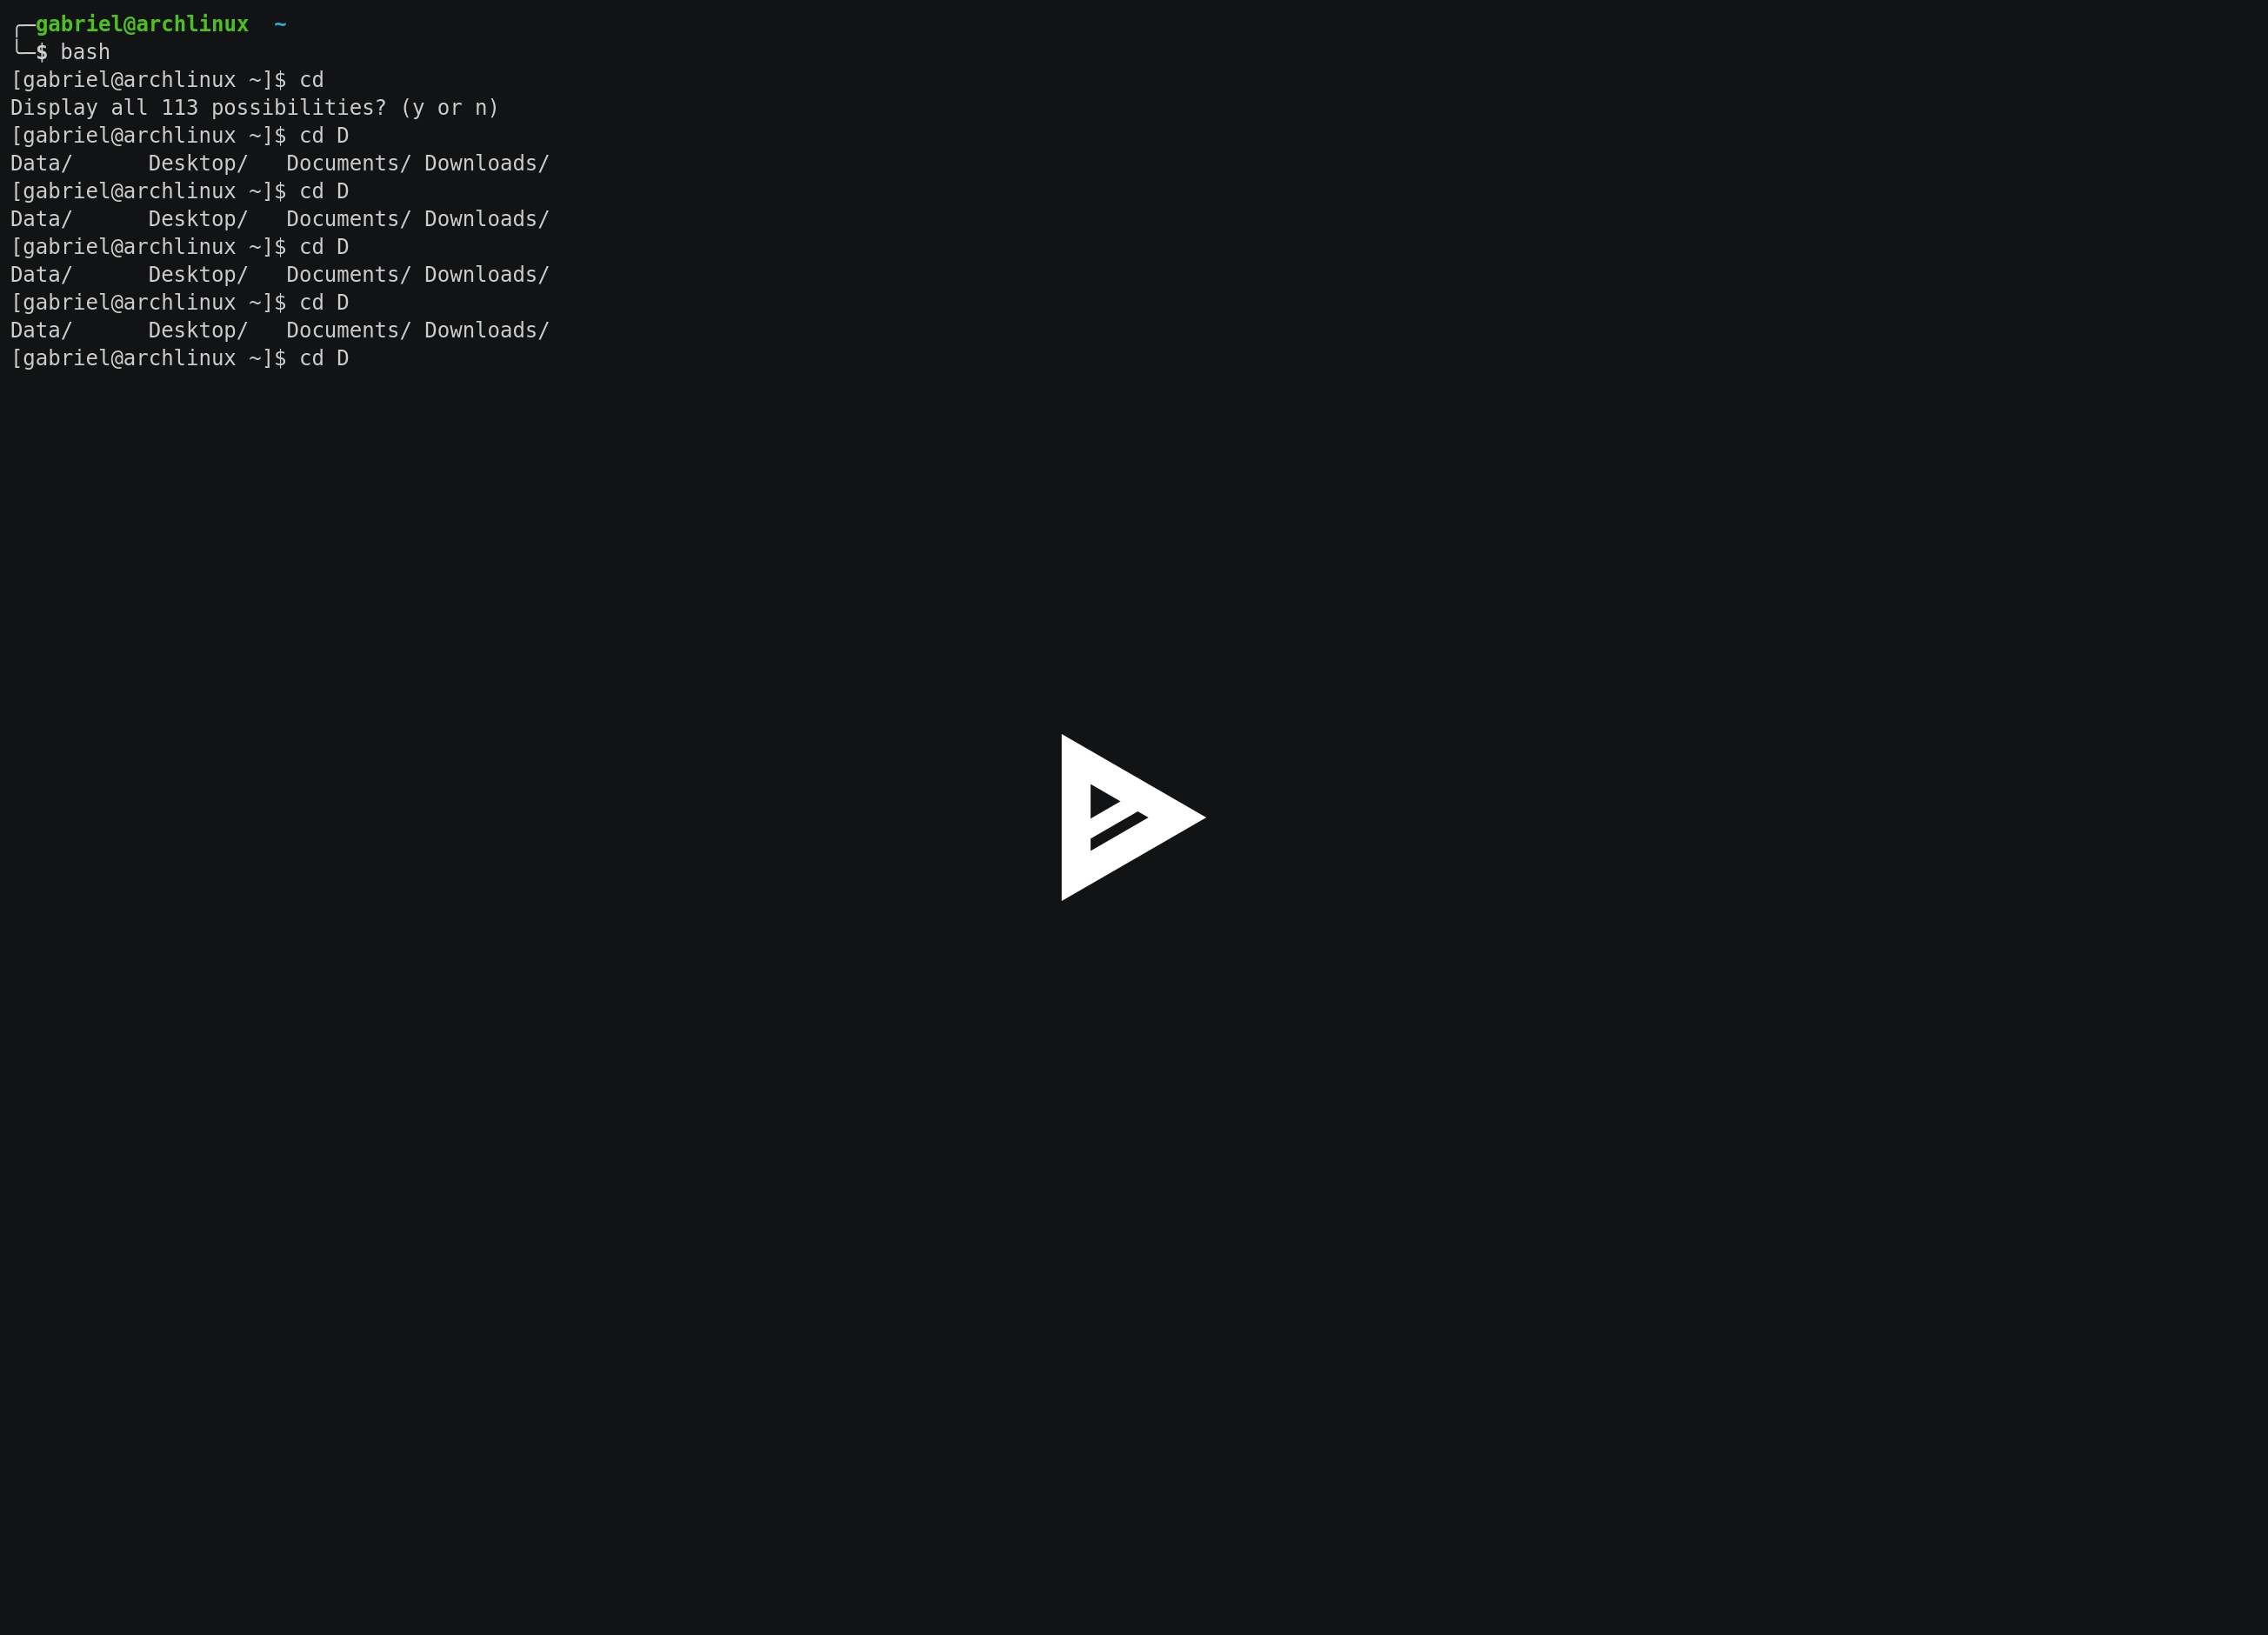 ╭─gabriel@archlinux  ~
╰─$ bash
[gabriel@archlinux ~]$ cd
Display all 113 possibilities? (y or n)
[gabriel@archlinux ~]$ cd D
Data/      Desktop/   Documents/ Downloads/
[gabriel@archlinux ~]$ cd D
Data/      Desktop/   Documents/ Downloads/
[gabriel@archlinux ~]$ cd D
Data/      Desktop/   Documents/ Downloads/
[gabriel@archlinux ~]$ cd D
Data/      Desktop/   Documents/ Downloads/
[gabriel@archlinux ~]$ cd D